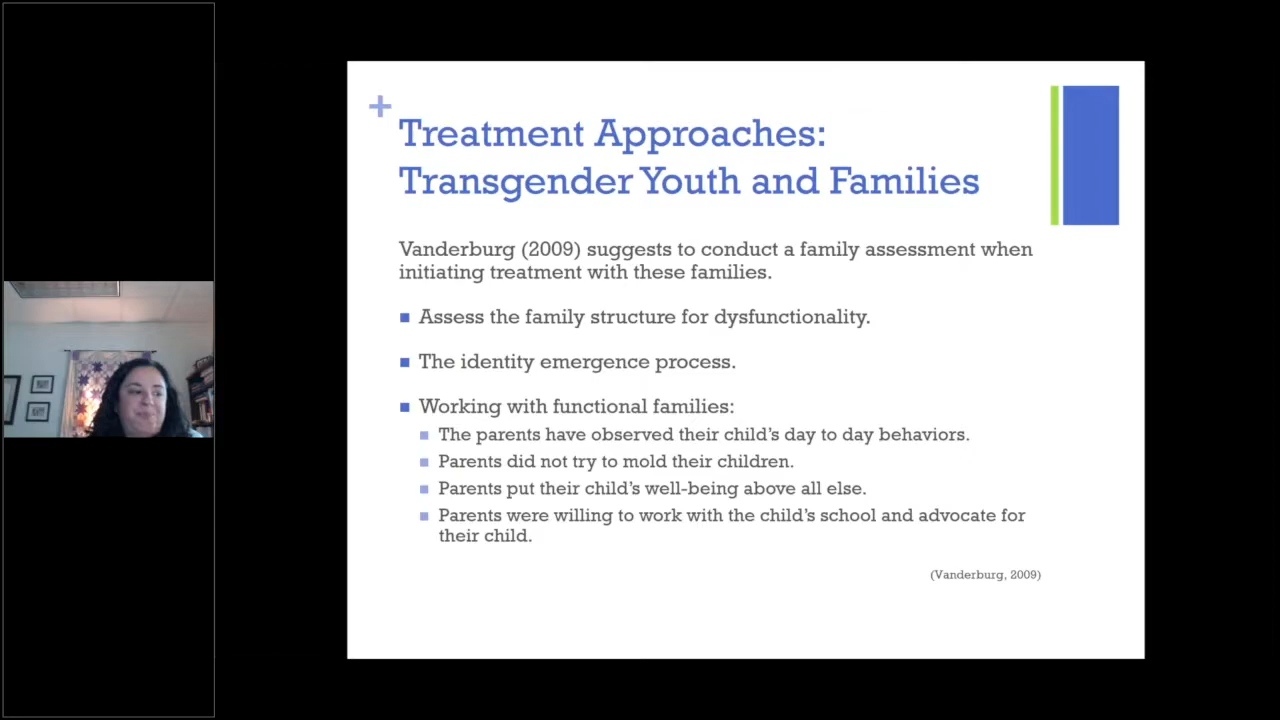 +
Treatment Approaches:
Transgender Youth and Families
Vanderburg (2009) suggests to conduct a family assessment when
initiating treatment with these families.
Assess the family structure for dysfunctionality.
The identity emergence process.
Working with functional families:
The parents have observed their child's day to day behaviors.
Parents did not try to mold their children.
Parents put their child's well-being above all else.
Parents were willing to work with the child's school and advocate for
their child.
(Vanderburg, 2009)